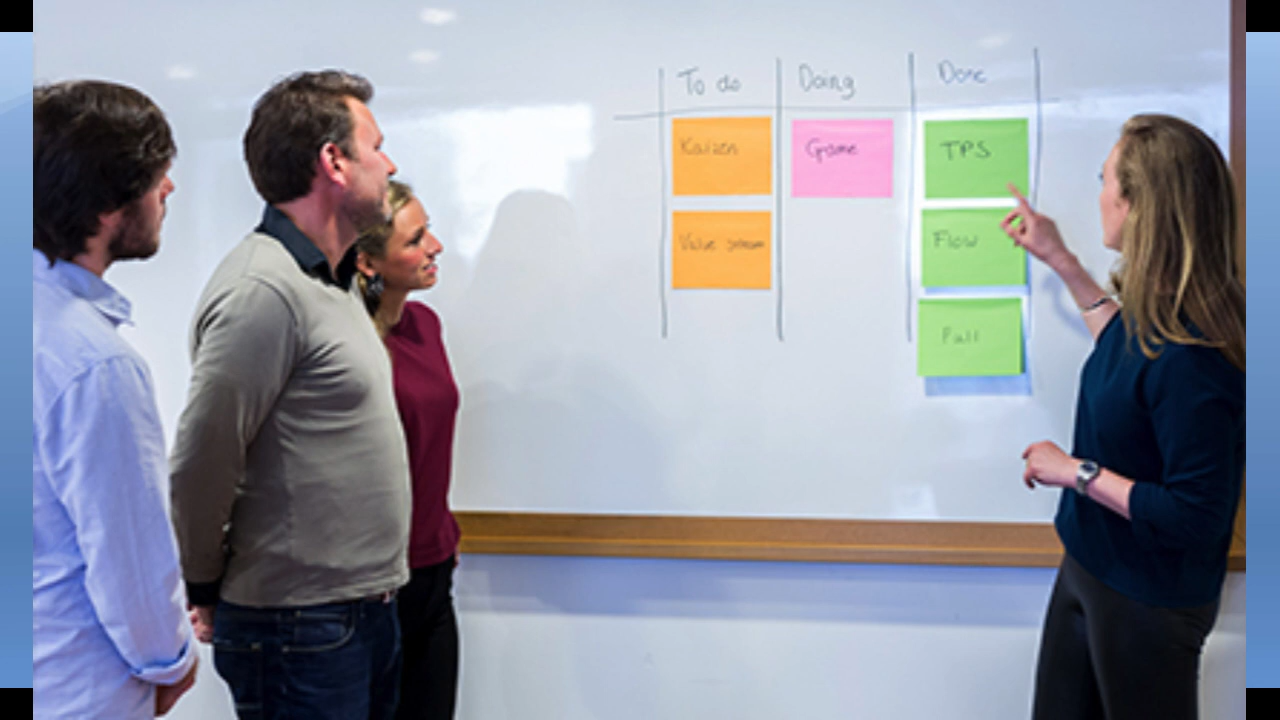 To do Doing Done
Kaizen Game TPS
Value stream Flow
Pull